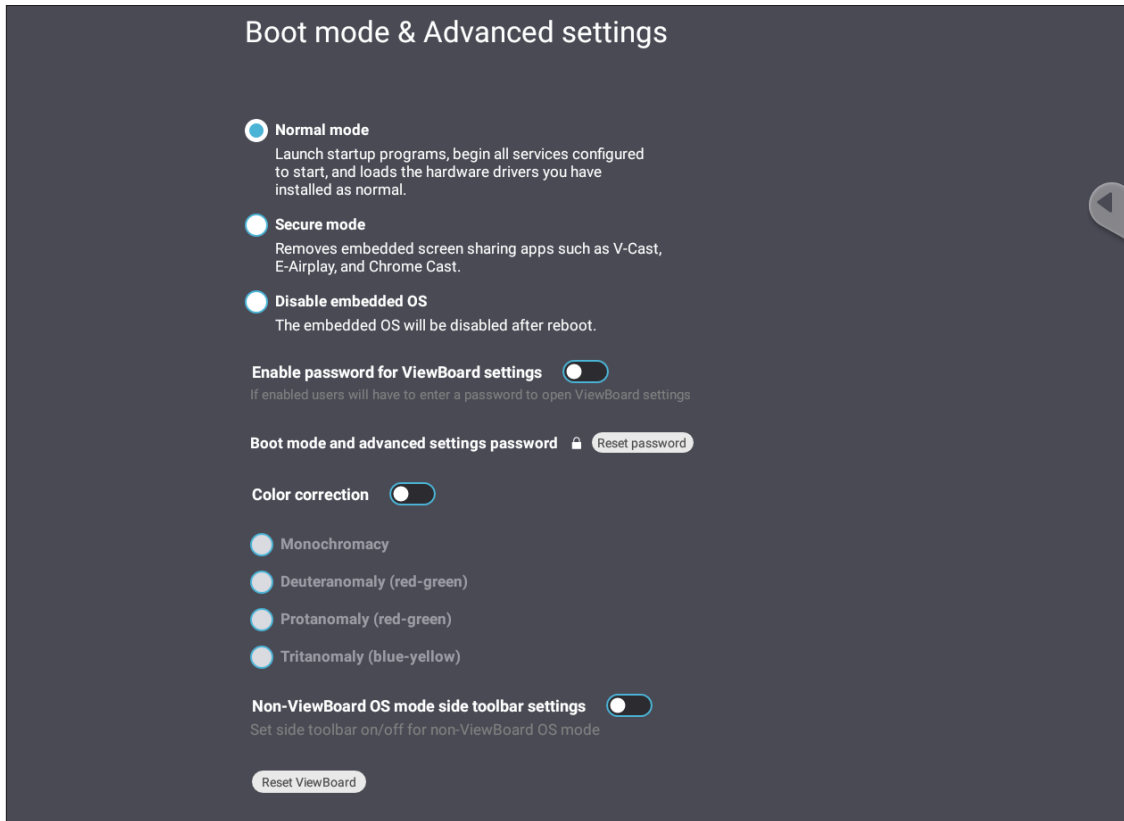 Boot mode & Advanced settings
Normal mode
Launch startup programs, begin all services configured
to start, and loads the hardware drivers you have
installed as normal.
Secure mode
Removes embedded screen sharing apps such as V-Cast,
E-Airplay, and Chrome Cast.
Disable embedded OS
The embedded OS will be disabled after reboot.
Enable password for ViewBoard settings
If enabled users will have to enter a password to open ViewBoard settings
Boot mode and advanced settings password Reset password
Color correction
Monochromacy
Deuteranomaly (red-green)
Protanomaly (red-green)
Tritanomaly (blue-yellow)
Non-ViewBoard OS mode side toolbar settings
Set side toolbar on/off for non-ViewBoard OS mode
Reset ViewBoard